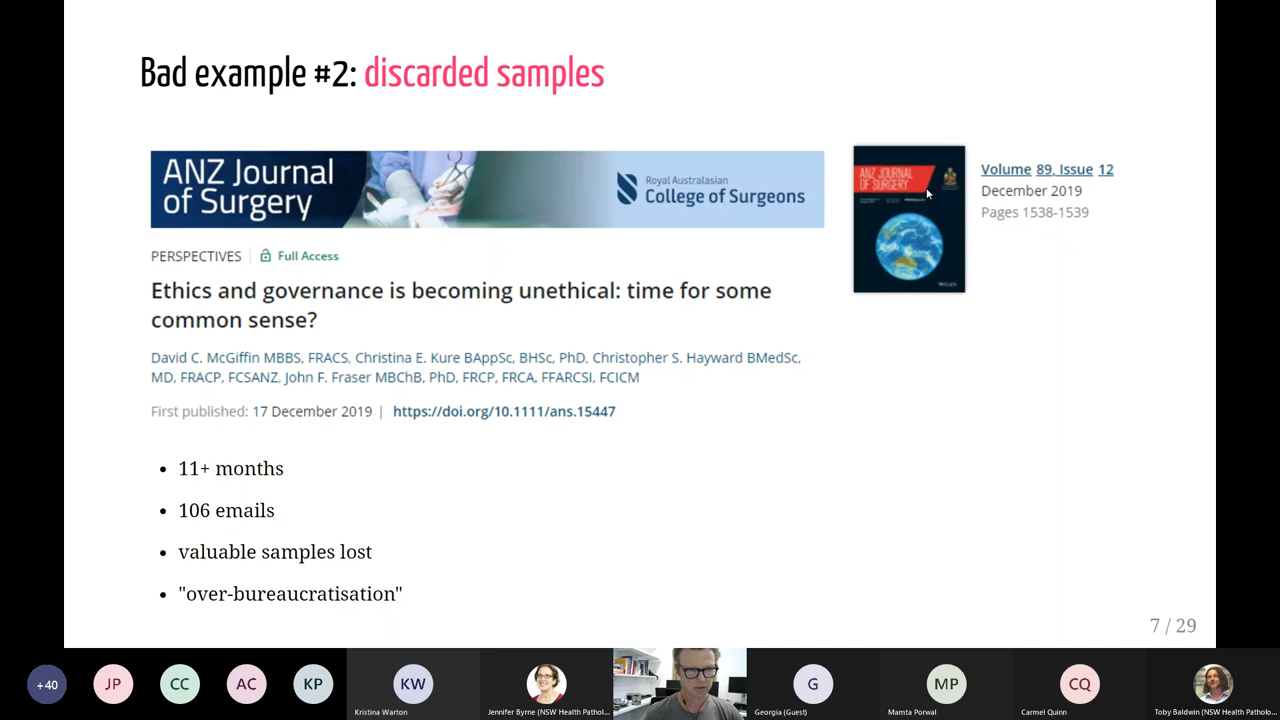 Bad example #2: discarded samples
ANZ Journal
of Surgery
Royal Australasian
College of Surgeons
ANZ JOURNAL
OF SURGERY
WILEY
Volume 89, Issue 12
December 2019
Pages 1538-1539
PERSPECTIVES
Full Access
Ethics and governance is becoming unethical: time for some
common sense?
David C. McGiffin MBBS, FRACS, Christina E. Kure BAppSc, BHSc, PhD, Christopher S. Hayward BMedSc,
MD, FRACP, FCSANZ, John F. Fraser MBChB, PhD, FRCP, FRCA, FFARCSI, FCICM
First published: 17 December 2019 | https://doi.org/10.1111/ans.15447
• 11+ months
• 106 emails
• valuable samples lost
• "over-bureaucratisation"
7 / 29
+40
JP
CC
AC
KP
KW
Kristina Warton
Jennifer Byrne (NSW Health Pathol...
G
Georgia (Guest)
MP
Mamta Porwal
CQ
Carmel Quinn
Toby Baldwin (NSW Health Patholo...